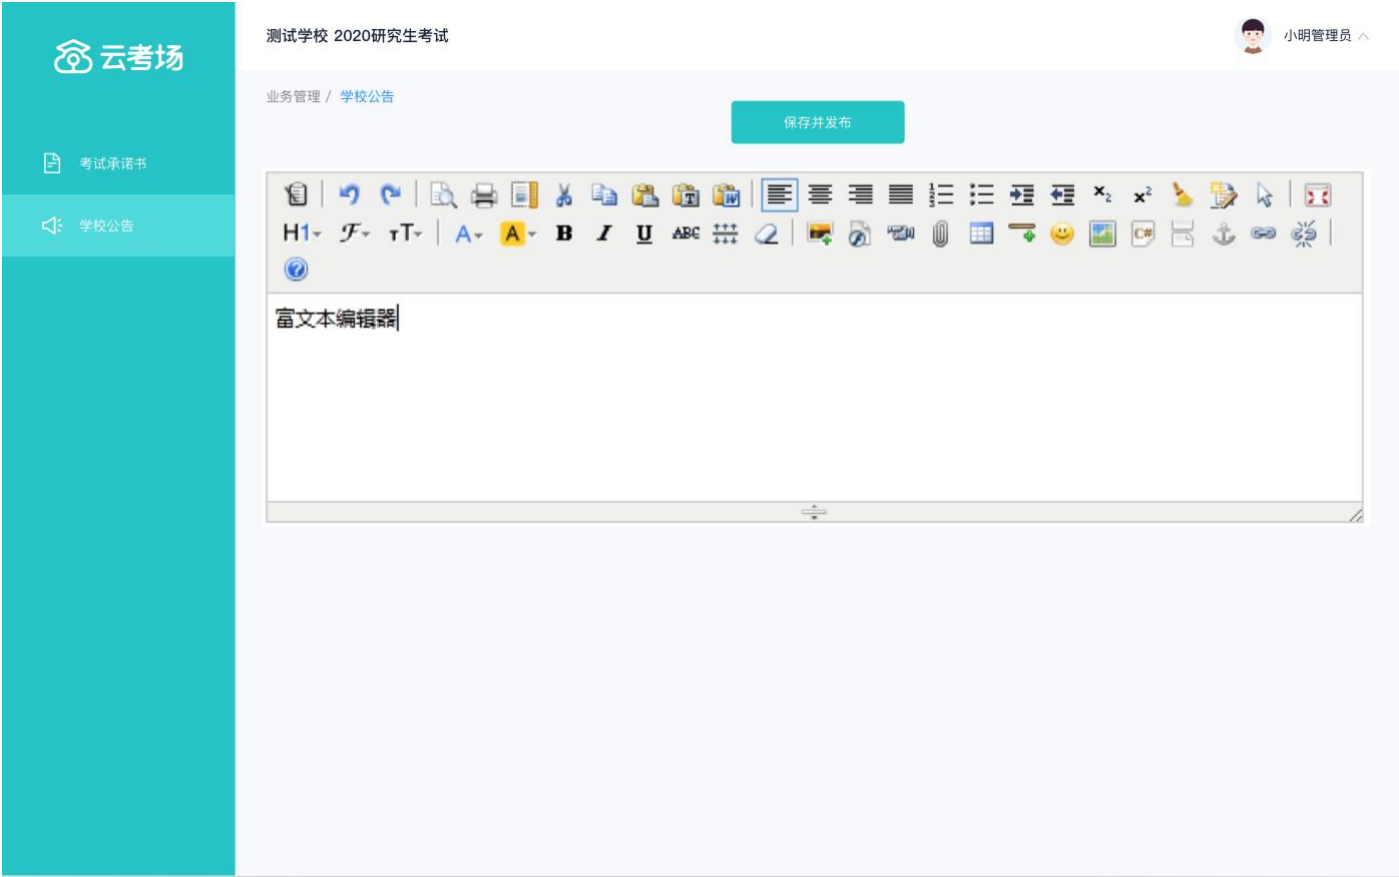 云考场
测试学校 2020研究生考试
小明管理员
业务管理 / 学校公告
保存并发布
考试承诺书
学校公告
H1 F TT A A B I U ABC
C#
富文本编辑器